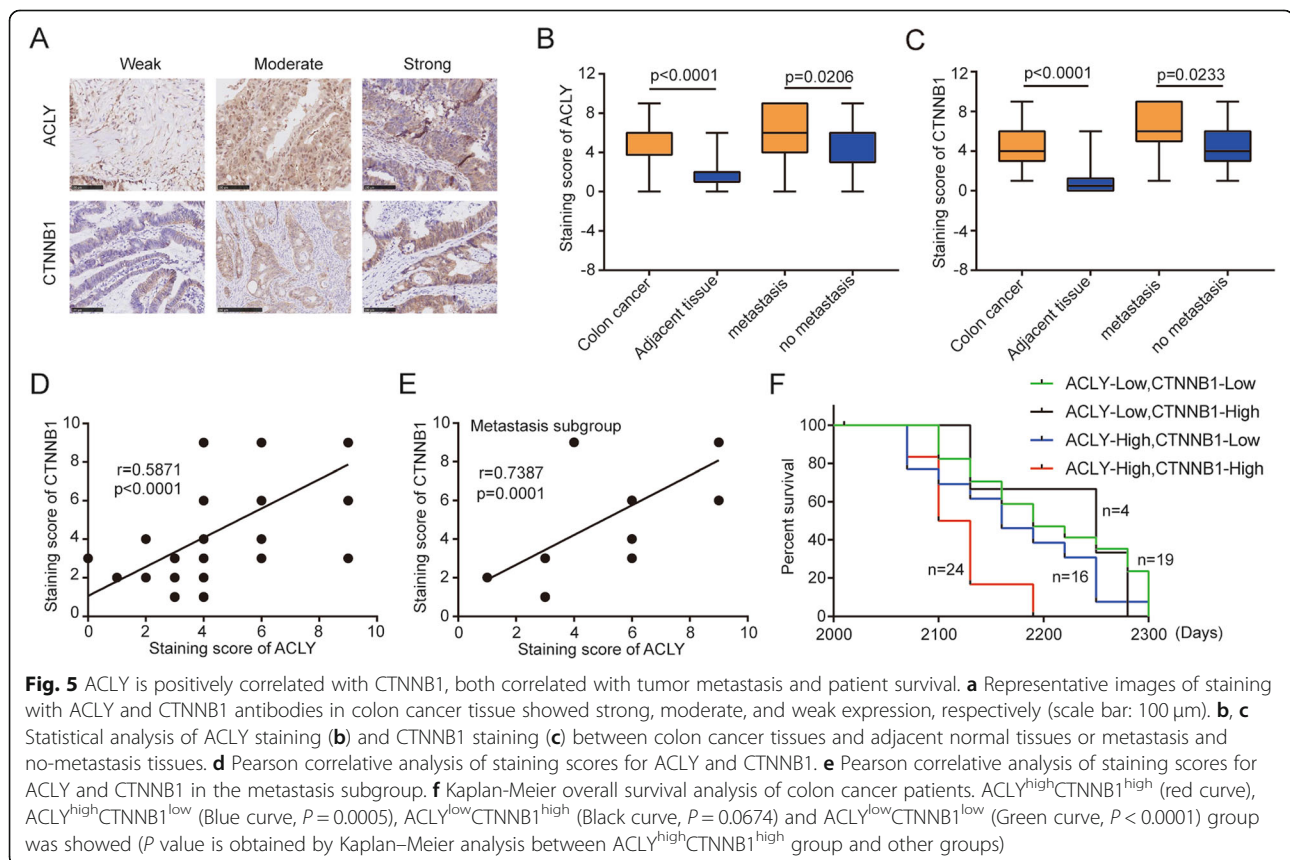 A
Weak Moderate Strong
ACLY
CTNNB1
B
p<0.0001 p=0.0206
Staining score of ACLY
12
8
4
0
-4
-8
Colon cancer
Adjacent tissue
metastasis
no metastasis
C
p<0.0001 p=0.0233
Staining score of CTNNB1
12
8
4
0
-4
-8
Colon cancer
Adjacent tissue
metastasis
no metastasis
D
r=0.5871
p<0.0001
Staining score of CTNNB1
10
8
6
4
2
0
0 2 4 6 8 10
Staining score of ACLY
E
Metastasis subgroup
r=0.7387
p=0.0001
Staining score of CTNNB1
10
8
6
4
2
0
0 2 4 6 8 10
Staining score of ACLY
F
ACLY-Low,CTNNB1-Low
ACLY-Low,CTNNB1-High
ACLY-High,CTNNB1-Low
ACLY-High,CTNNB1-High
Percent survival
100
80
60
40
20
0
n=4
n=19
n=24
n=16
2000 2100 2200 2300 (Days)
Fig. 5 ACLY is positively correlated with CTNNB1, both correlated with tumor metastasis and patient survival. a Representative images of staining
with ACLY and CTNNB1 antibodies in colon cancer tissue showed strong, moderate, and weak expression, respectively (scale bar: 100 μm). b, c
Statistical analysis of ACLY staining (b) and CTNNB1 staining (c) between colon cancer tissues and adjacent normal tissues or metastasis and
no-metastasis tissues. d Pearson correlative analysis of staining scores for ACLY and CTNNB1. e Pearson correlative analysis of staining scores for
ACLY and CTNNB1 in the metastasis subgroup. f Kaplan-Meier overall survival analysis of colon cancer patients. ACLYhighCTNNB1high (red curve),
ACLYhighCTNNB1low (Blue curve, P = 0.0005), ACLYlowCTNNB1high (Black curve, P = 0.0674) and ACLYlowCTNNB1low (Green curve, P < 0.0001) group
was showed (P value is obtained by Kaplan–Meier analysis between ACLYhighCTNNB1high group and other groups)